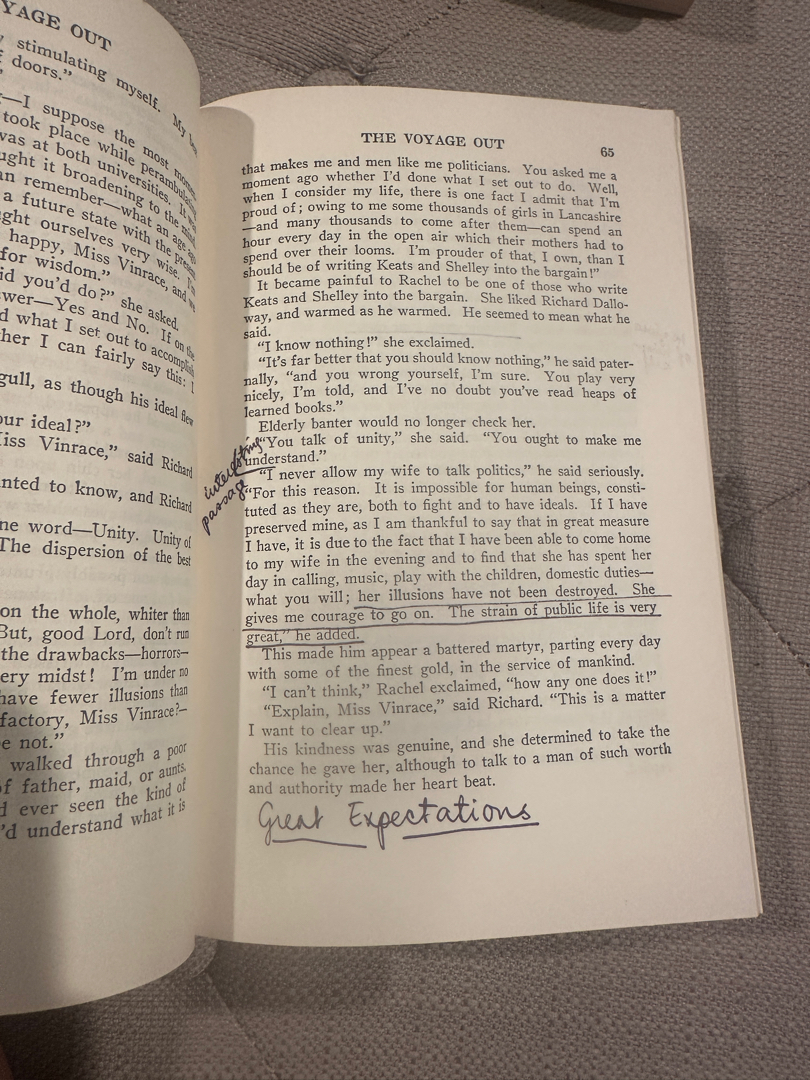 YAGE OUT
stimulating myself. My
doors."
—I suppose the most
took place while perambulating
was at both universities. It
ught it broadening to the mind
n remember—what an age ago
a future state with the present
ght ourselves very wise. I'm
happy, Miss Vinrace, and
for wisdom."
id you'd do?" she asked.
wer—Yes and No. If on the
d what I set out to accomplish
her I can fairly say this: I
gull, as though his ideal flew
our ideal?"
iss Vinrace," said Richard
nted to know, and Richard
ne word—Unity. Unity of
The dispersion of the best
on the whole, whiter than
But, good Lord, don't run
the drawbacks—horrors—
ery midst! I'm under no
have fewer illusions than
factory, Miss Vinrace?—
e not."
walked through a poor
f father, maid, or aunts.
d ever seen the kind of
'd understand what it is
THE VOYAGE OUT 65
that makes me and men like me politicians. You asked me a
moment ago whether I'd done what I set out to do. Well,
when I consider my life, there is one fact I admit that I'm
proud of; owing to me some thousands of girls in Lancashire
—and many thousands to come after them—can spend an
hour every day in the open air which their mothers had to
spend over their looms. I'm prouder of that, I own, than I
should be of writing Keats and Shelley into the bargain!"
It became painful to Rachel to be one of those who write
Keats and Shelley into the bargain. She liked Richard Dallo-
way, and warmed as he warmed. He seemed to mean what he
said.
"I know nothing!" she exclaimed.
"It's far better that you should know nothing," he said pater-
nally, "and you wrong yourself, I'm sure. You play very
nicely, I'm told, and I've no doubt you've read heaps of
learned books."
Elderly banter would no longer check her.
"You talk of unity," she said. "You ought to make me
understand."
interesting
passage
"I never allow my wife to talk politics," he said seriously.
"For this reason. It is impossible for human beings, consti-
tuted as they are, both to fight and to have ideals. If I have
preserved mine, as I am thankful to say that in great measure
I have, it is due to the fact that I have been able to come home
to my wife in the evening and to find that she has spent her
day in calling, music, play with the children, domestic duties—
what you will; her illusions have not been destroyed. She
gives me courage to go on. The strain of public life is very
great," he added.
This made him appear a battered martyr, parting every day
with some of the finest gold, in the service of mankind.
"I can't think," Rachel exclaimed, "how any one does it!"
"Explain, Miss Vinrace," said Richard. "This is a matter
I want to clear up."
His kindness was genuine, and she determined to take the
chance he gave her, although to talk to a man of such worth
and authority made her heart beat.
Great Expectations